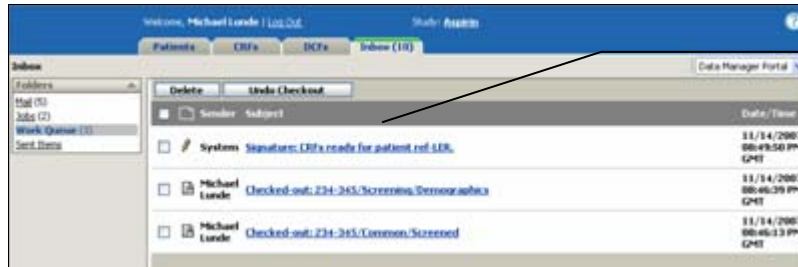 Welcome, Michael Lunde | Log Out Study: Aspirin
Patients CRFs DCFs Inbox (10)
Inbox
Data Manager Portal
Folders
Delete Undo Checkout
Mail (5)
Jobs (2)
Work Queue (3)
Sent Items
Sender Subject Date/Time
System Signature: CRFs ready for patient ref-LDR. 11/14/200
08:49:50 PM
GMT
Michael Lunde Checked-out: 234-345/Screening/Demographics 11/14/200
08:46:39 PM
GMT
Michael Lunde Checked-out: 234-345/Common/Screened 11/14/200
08:46:13 PM
GMT